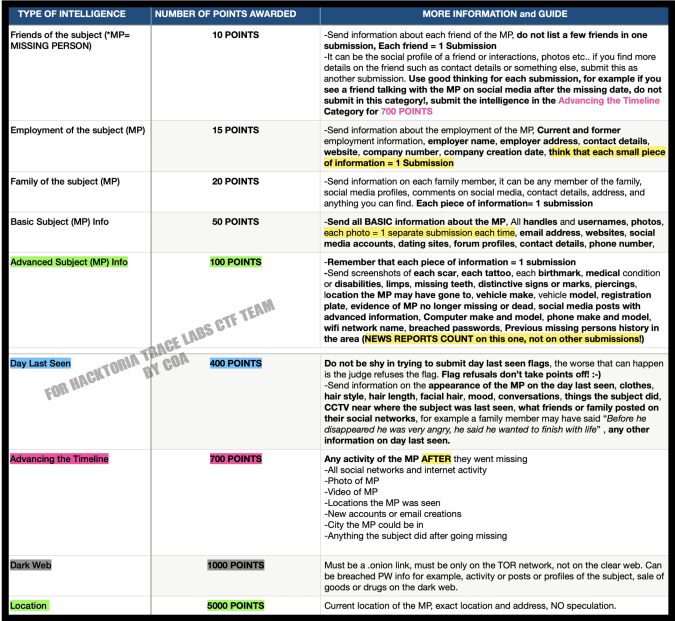 TYPE OF INTELLIGENCE NUMBER OF POINTS AWARDED MORE INFORMATION and GUIDE
Friends of the subject (*MP=
MISSING PERSON)
10 POINTS
-Send information about each friend of the MP, do not list a few friends in one
submission, Each friend = 1 Submission
-It can be the social profile of a friend or interactions, photos etc.. if you find more
details on the friend such as contact details or something else, submit this as
another submission. Use good thinking for each submission, for example if you
see a friend talking with the MP on social media after the missing date, do not
submit in this category!, submit the intelligence in the Advancing the Timeline
Category for 700 POINTS
Employment of the subject (MP)
15 POINTS
-Send information about the employment of the MP, Current and former
employment information, employer name, employer address, contact details,
website, company number, company creation date, think that each small piece
of information = 1 Submission
Family of the subject (MP)
20 POINTS
-Send information on each family member, it can be any member of the family,
social media profiles, comments on social media, contact details, address, and
anything you can find. Each piece of information= 1 submission
Basic Subject (MP) Info
50 POINTS
-Send all BASIC information about the MP, All handles and usernames, photos,
each photo = 1 separate submission each time, email address, websites, social
media accounts, dating sites, forum profiles, contact details, phone number,
Advanced Subject (MP) Info
100 POINTS
-Remember that each piece of information = 1 submission
-Send screenshots of each scar, each tattoo, each birthmark, medical condition
or disabilities, limps, missing teeth, distinctive signs or marks, piercings,
location the MP may have gone to, vehicle make, vehicle model, registration
plate, evidence of MP no longer missing or dead, social media posts with
advanced information, Computer make and model, phone make and model,
wifi network name, breached passwords, Previous missing persons history in
the area (NEWS REPORTS COUNT on this one, not on other submissions!)
FOR HACKTORIA TRACE LABS CTF TEAM
BY COA
Day Last Seen
400 POINTS
Do not be shy in trying to submit day last seen flags, the worse that can happen
is the judge refuses the flag. Flag refusals don't take points off! :-)
-Send information on the appearance of the MP on the day last seen, clothes,
hair style, hair length, facial hair, mood, conversations, things the subject did,
CCTV near where the subject was last seen, what friends or family posted on
their social networks, for example a family member may have said "Before he
disappeared he was very angry, he said he wanted to finish with life" , any other
information on day last seen.
Advancing the Timeline
700 POINTS
Any activity of the MP AFTER they went missing
-All social networks and internet activity
-Photo of MP
-Video of MP
-Locations the MP was seen
-New accounts or email creations
-City the MP could be in
-Anything the subject did after going missing
Dark Web
1000 POINTS
Must be a .onion link, must be only on the TOR network, not on the clear web. Can
be breached PW info for example, activity or posts or profiles of the subject, sale of
goods or drugs on the dark web.
Location
5000 POINTS
Current location of the MP, exact location and address, NO speculation.